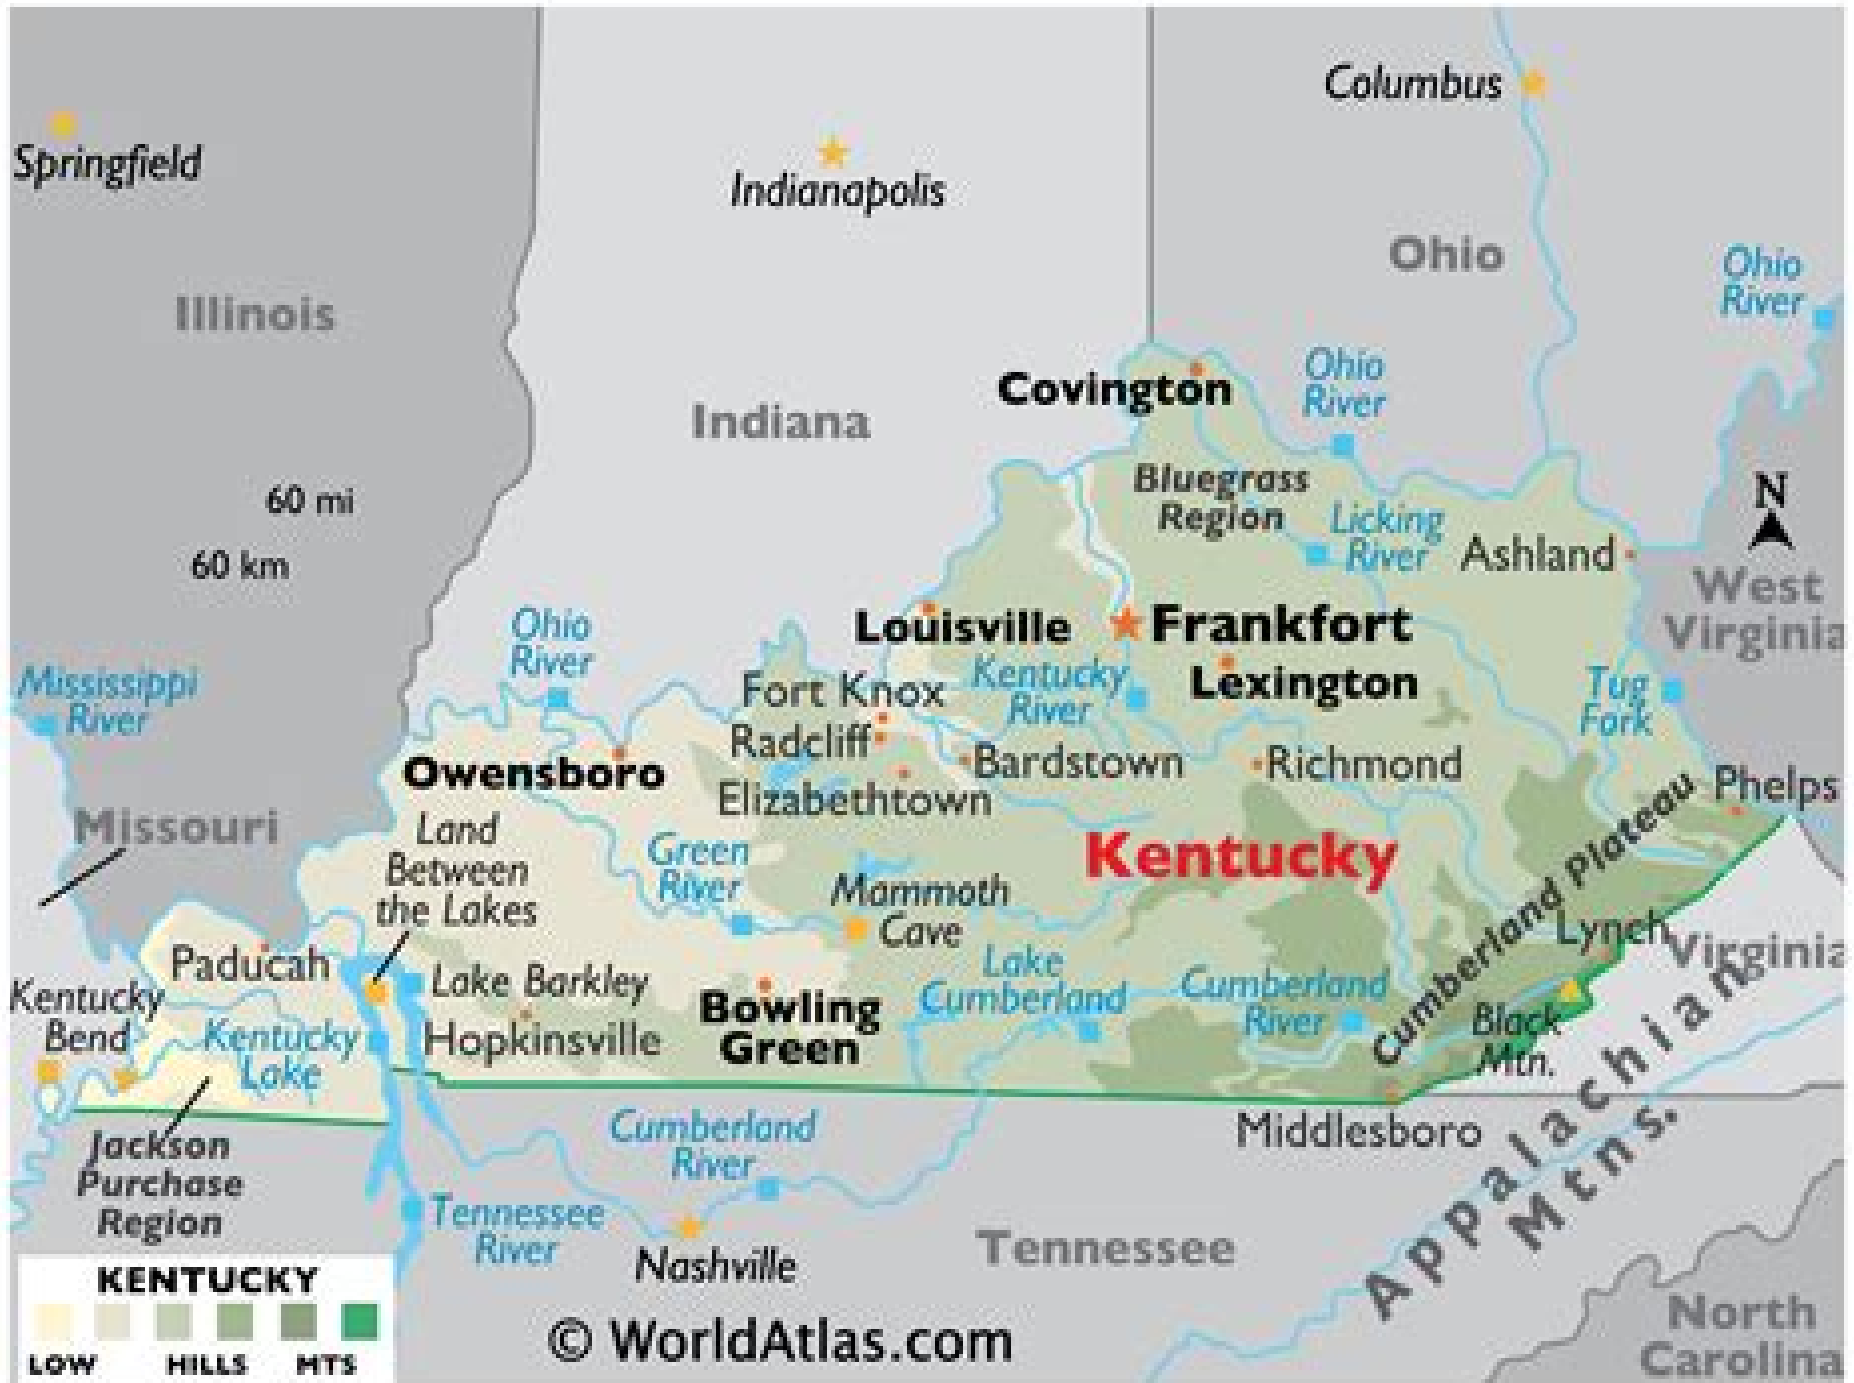 Columbus
Springfield
Indianapolis
Ohio
Ohio
River
Illinois
Ohio
River
Covington
Indiana
Bluegrass
Region
60 mi
N
Licking
River
Ashland
60 km
West
Virginia
Ohio
River
Louisville
Frankfort
Mississippi
River
Fort Knox
Kentucky
River
Lexington
Tug
Fork
Radcliff
Owensboro
Bardstown
Richmond
Phelps
Elizabethtown
Missouri
Land
Between
the Lakes
Green
River
Kentucky
Cumberland Plateau
Mammoth
Cave
Lynch
Virginia
Paducah
Lake Barkley
Lake
Cumberland
Cumberland
River
Kentucky
Bend
Bowling
Green
Kentucky
Lake
Hopkinsville
Black
Mtn.
Appalachian
Mtns.
Middlesboro
Jackson
Purchase
Region
Cumberland
River
Tennessee
River
Nashville
Tennessee
KENTUCKY
LOW HILLS MTS
© WorldAtlas.com
North
Carolina